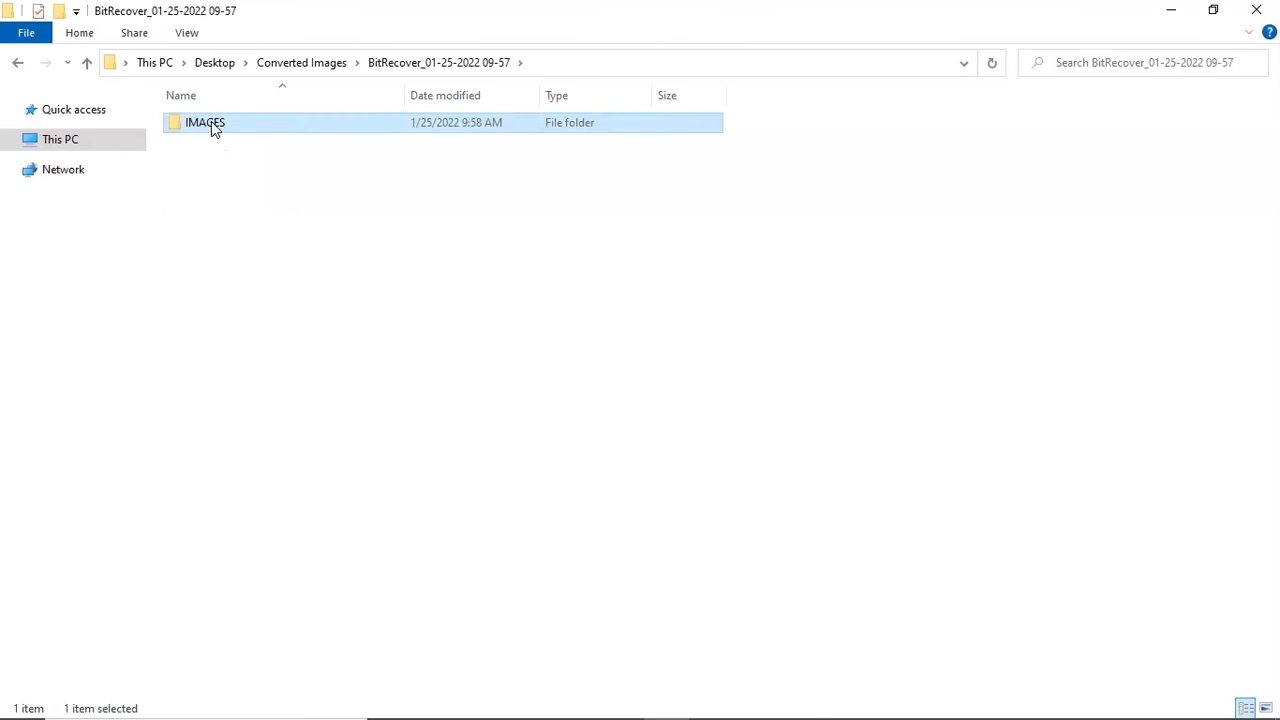 BitRecover_01-25-2022 09-57
File Home Share View
This PC Desktop Converted Images BitRecover_01-25-2022 09-57
Search BitRecover_01-25-2022 09-57
Name Date modified Type Size
Quick access
IMAGES 1/25/2022 9:58 AM File folder
This PC
Network
1 item 1 item selected